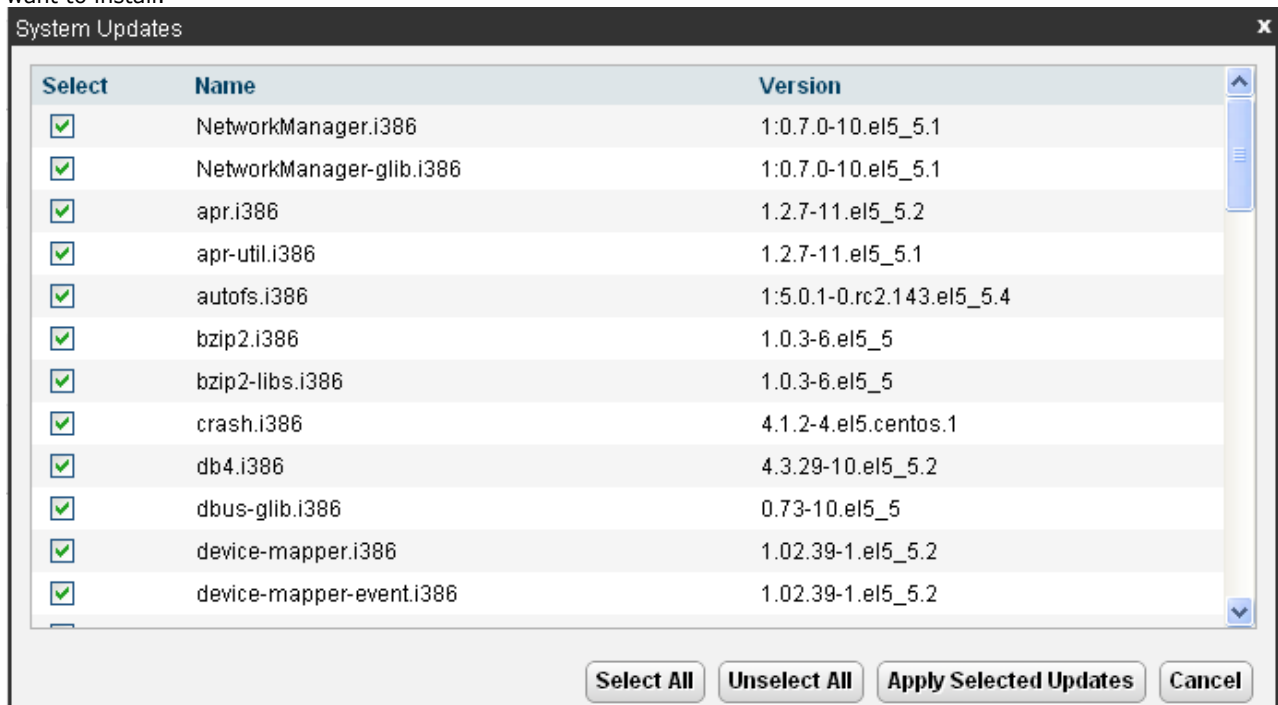 want to install.
System Updates x
Select Name Version
NetworkManager.i386 1:0.7.0-10.el5_5.1
NetworkManager-glib.i386 1:0.7.0-10.el5_5.1
apr.i386 1.2.7-11.el5_5.2
apr-util.i386 1.2.7-11.el5_5.1
autofs.i386 1:5.0.1-0.rc2.143.el5_5.4
bzip2.i386 1.0.3-6.el5_5
bzip2-libs.i386 1.0.3-6.el5_5
crash.i386 4.1.2-4.el5.centos.1
db4.i386 4.3.29-10.el5_5.2
dbus-glib.i386 0.73-10.el5_5
device-mapper.i386 1.02.39-1.el5_5.2
device-mapper-event.i386 1.02.39-1.el5_5.2
Select All Unselect All Apply Selected Updates Cancel